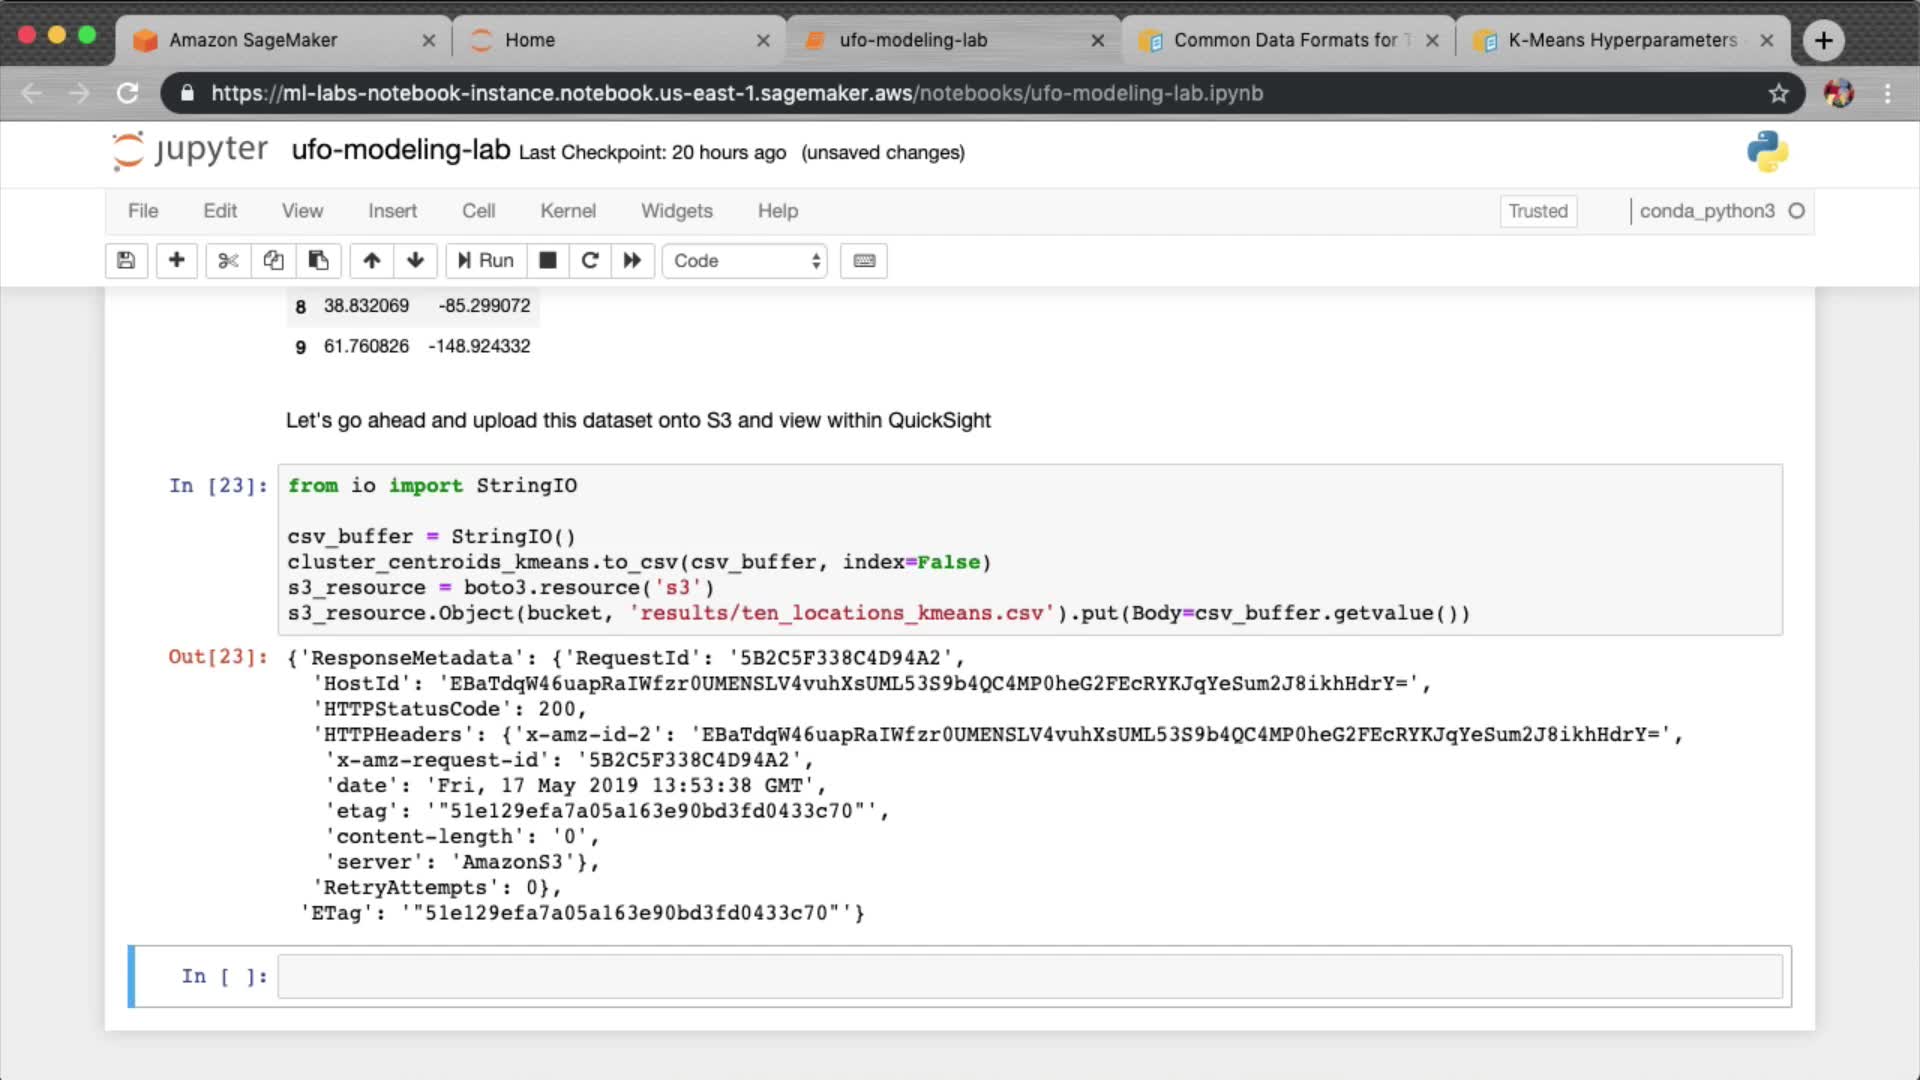 Amazon SageMaker
Home
ufo-modeling-lab
Common Data Formats for
K-Means Hyperparameters
https://ml-labs-notebook-instance.notebook.us-east-1.sagemaker.aws/notebooks/ufo-modeling-lab.ipynb
jupyter ufo-modeling-lab Last Checkpoint: 20 hours ago (unsaved changes)
File Edit View Insert Cell Kernel Widgets Help Trusted conda_python3
Run Code
8 38.832069 -85.299072
9 61.760826 -148.924332
Let's go ahead and upload this dataset onto S3 and view within QuickSight
In [23]: from io import StringIO
csv_buffer = StringIO()
cluster_centroids_kmeans.to_csv(csv_buffer, index=False)
s3_resource = boto3.resource('s3')
s3_resource.Object(bucket, 'results/ten_locations_kmeans.csv').put(Body=csv_buffer.getvalue())
Out[23]: {'ResponseMetadata': {'RequestId': '5B2C5F338C4D94A2',
'HostId': 'EBaTdqW46uapRaIWfzr0UMENSLV4vuhXsUML53S9b4QC4MP0heG2FEcRYKJqYeSum2J8ikhHdrY=',
'HTTPStatusCode': 200,
'HTTPHeaders': {'x-amz-id-2': 'EBaTdqW46uapRaIWfzr0UMENSLV4vuhXsUML53S9b4QC4MP0heG2FEcRYKJqYeSum2J8ikhHdrY=',
'x-amz-request-id': '5B2C5F338C4D94A2',
'date': 'Fri, 17 May 2019 13:53:38 GMT',
'etag': '"51e129efa7a05a163e90bd3fd0433c70"',
'content-length': '0',
'server': 'AmazonS3'},
'RetryAttempts': 0},
'ETag': '"51e129efa7a05a163e90bd3fd0433c70"'}
In [ ]: